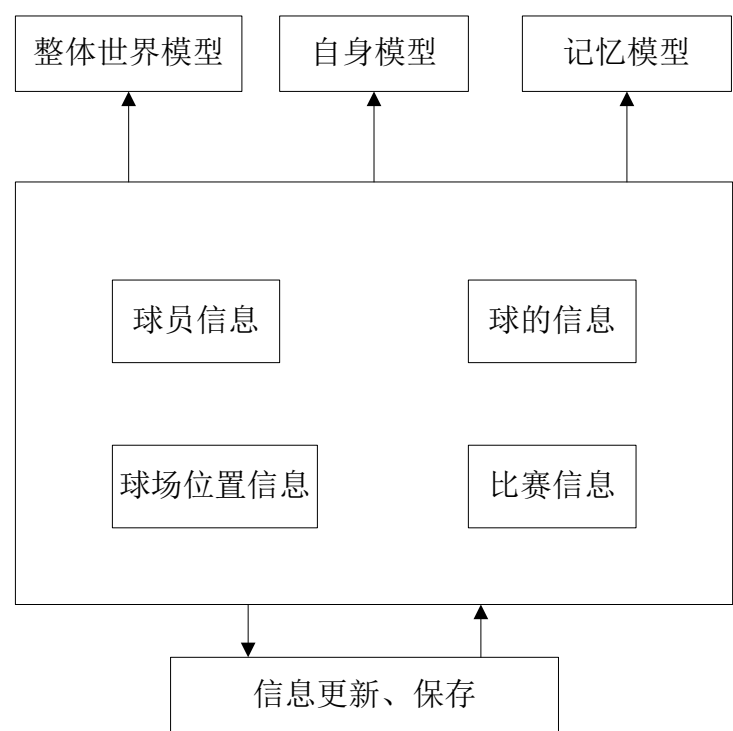 整体世界模型
自身模型
记忆模型
球员信息
球的信息
球场位置信息
比赛信息
信息更新、保存